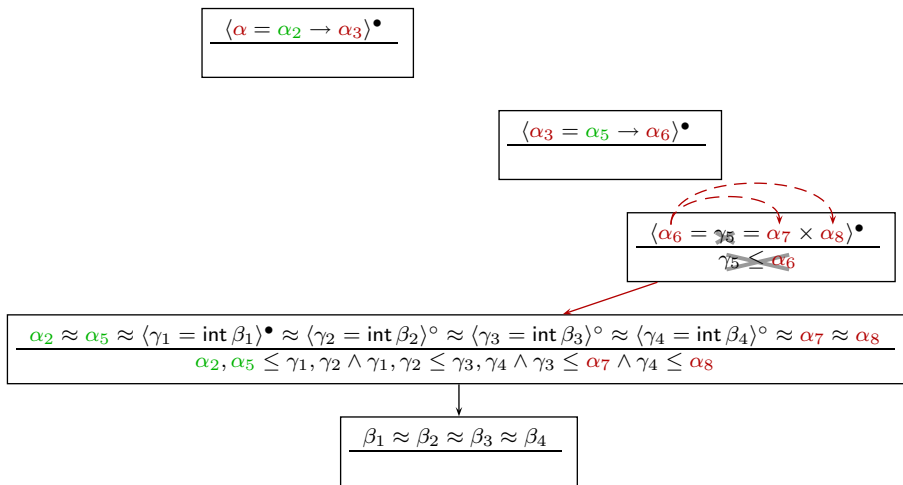 ⟨α = α₂ → α₃⟩•
⟨α₃ = α₅ → α₆⟩•
⟨α₆ = γ₅ = α₇ × α₈⟩•
γ₅ ≤ α₆
α₂ ≈ α₅ ≈ ⟨γ₁ = int β₁⟩• ≈ ⟨γ₂ = int β₂⟩° ≈ ⟨γ₃ = int β₃⟩° ≈ ⟨γ₄ = int β₄⟩° ≈ α₇ ≈ α₈
α₂, α₅ ≤ γ₁, γ₂ ∧ γ₁, γ₂ ≤ γ₃, γ₄ ∧ γ₃ ≤ α₇ ∧ γ₄ ≤ α₈
β₁ ≈ β₂ ≈ β₃ ≈ β₄